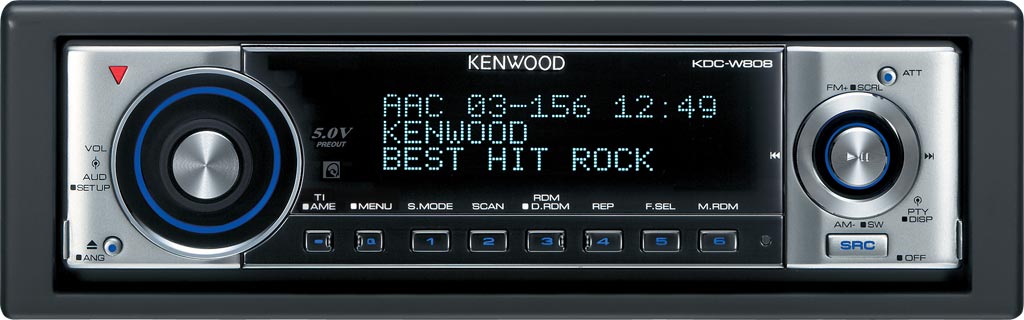 KENWOOD
KDC-W808
ATT
FM+ ■SCRL
AAC 03-156 12:49
KENWOOD
BEST HIT ROCK
5.0V
PREOUT
VOL
AUD
■SETUP
TI
■AME
■MENU
S.MODE
SCAN
RDM
■D.RDM
REP
F.SEL
M.RDM
1
2
3
4
5
6
PTY
■DISP
AM- ■SW
SRC
■OFF
■ANG